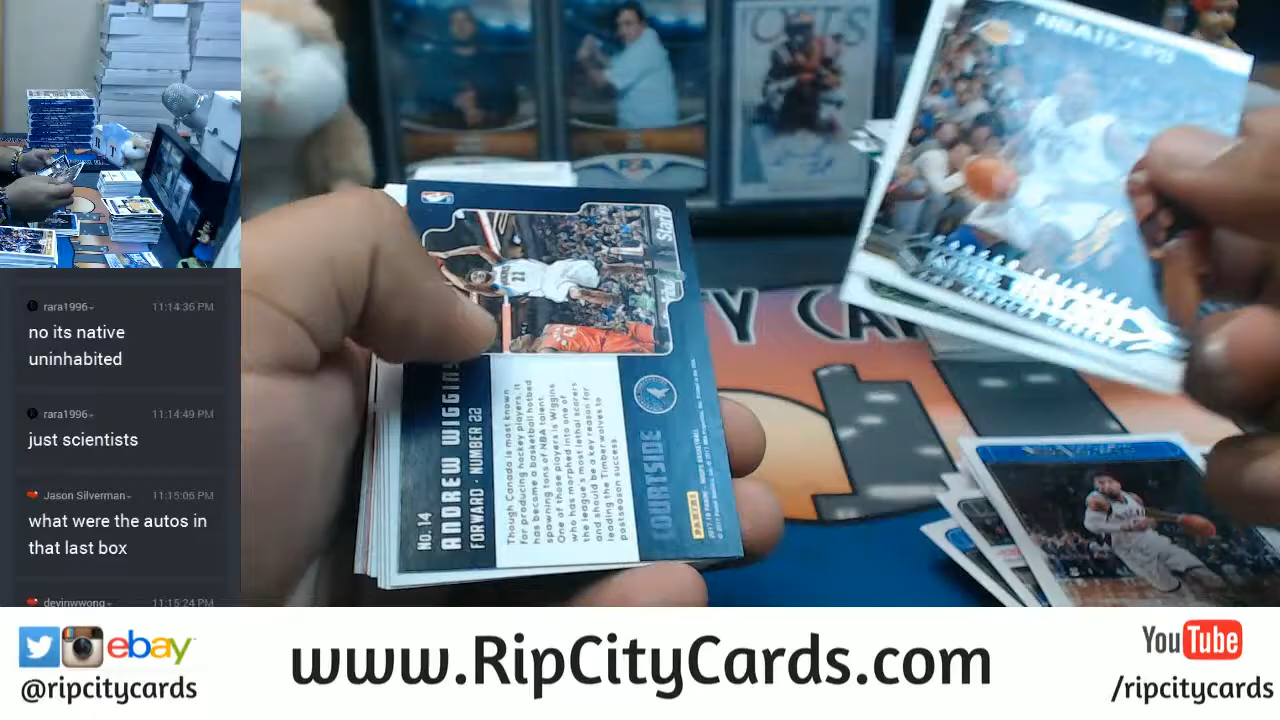 rara1996
11:14:36 PM
no its native
uninhabited
rara1996
11:14:49 PM
just scientists
Jason Silverman
11:15:06 PM
what were the autos in
that last box
devinwwong
11:15:24 PM
NBA HOOPS
Y CA
No. 14
ANDREW WIGGINS
FORWARD · NUMBER 22
Though Canada is most known
for producing hockey players, it
has become a basketball hotbed
spawning tons of NBA talent.
One of those players is Wiggins
who has morphed into one of
the league's most lethal scorers
and should be a key reason for
leading the Timberwolves to
postseason success.
COURTSIDE
PANINI
@ripcitycards
ebay
www.RipCityCards.com
YouTube
/ripcitycards